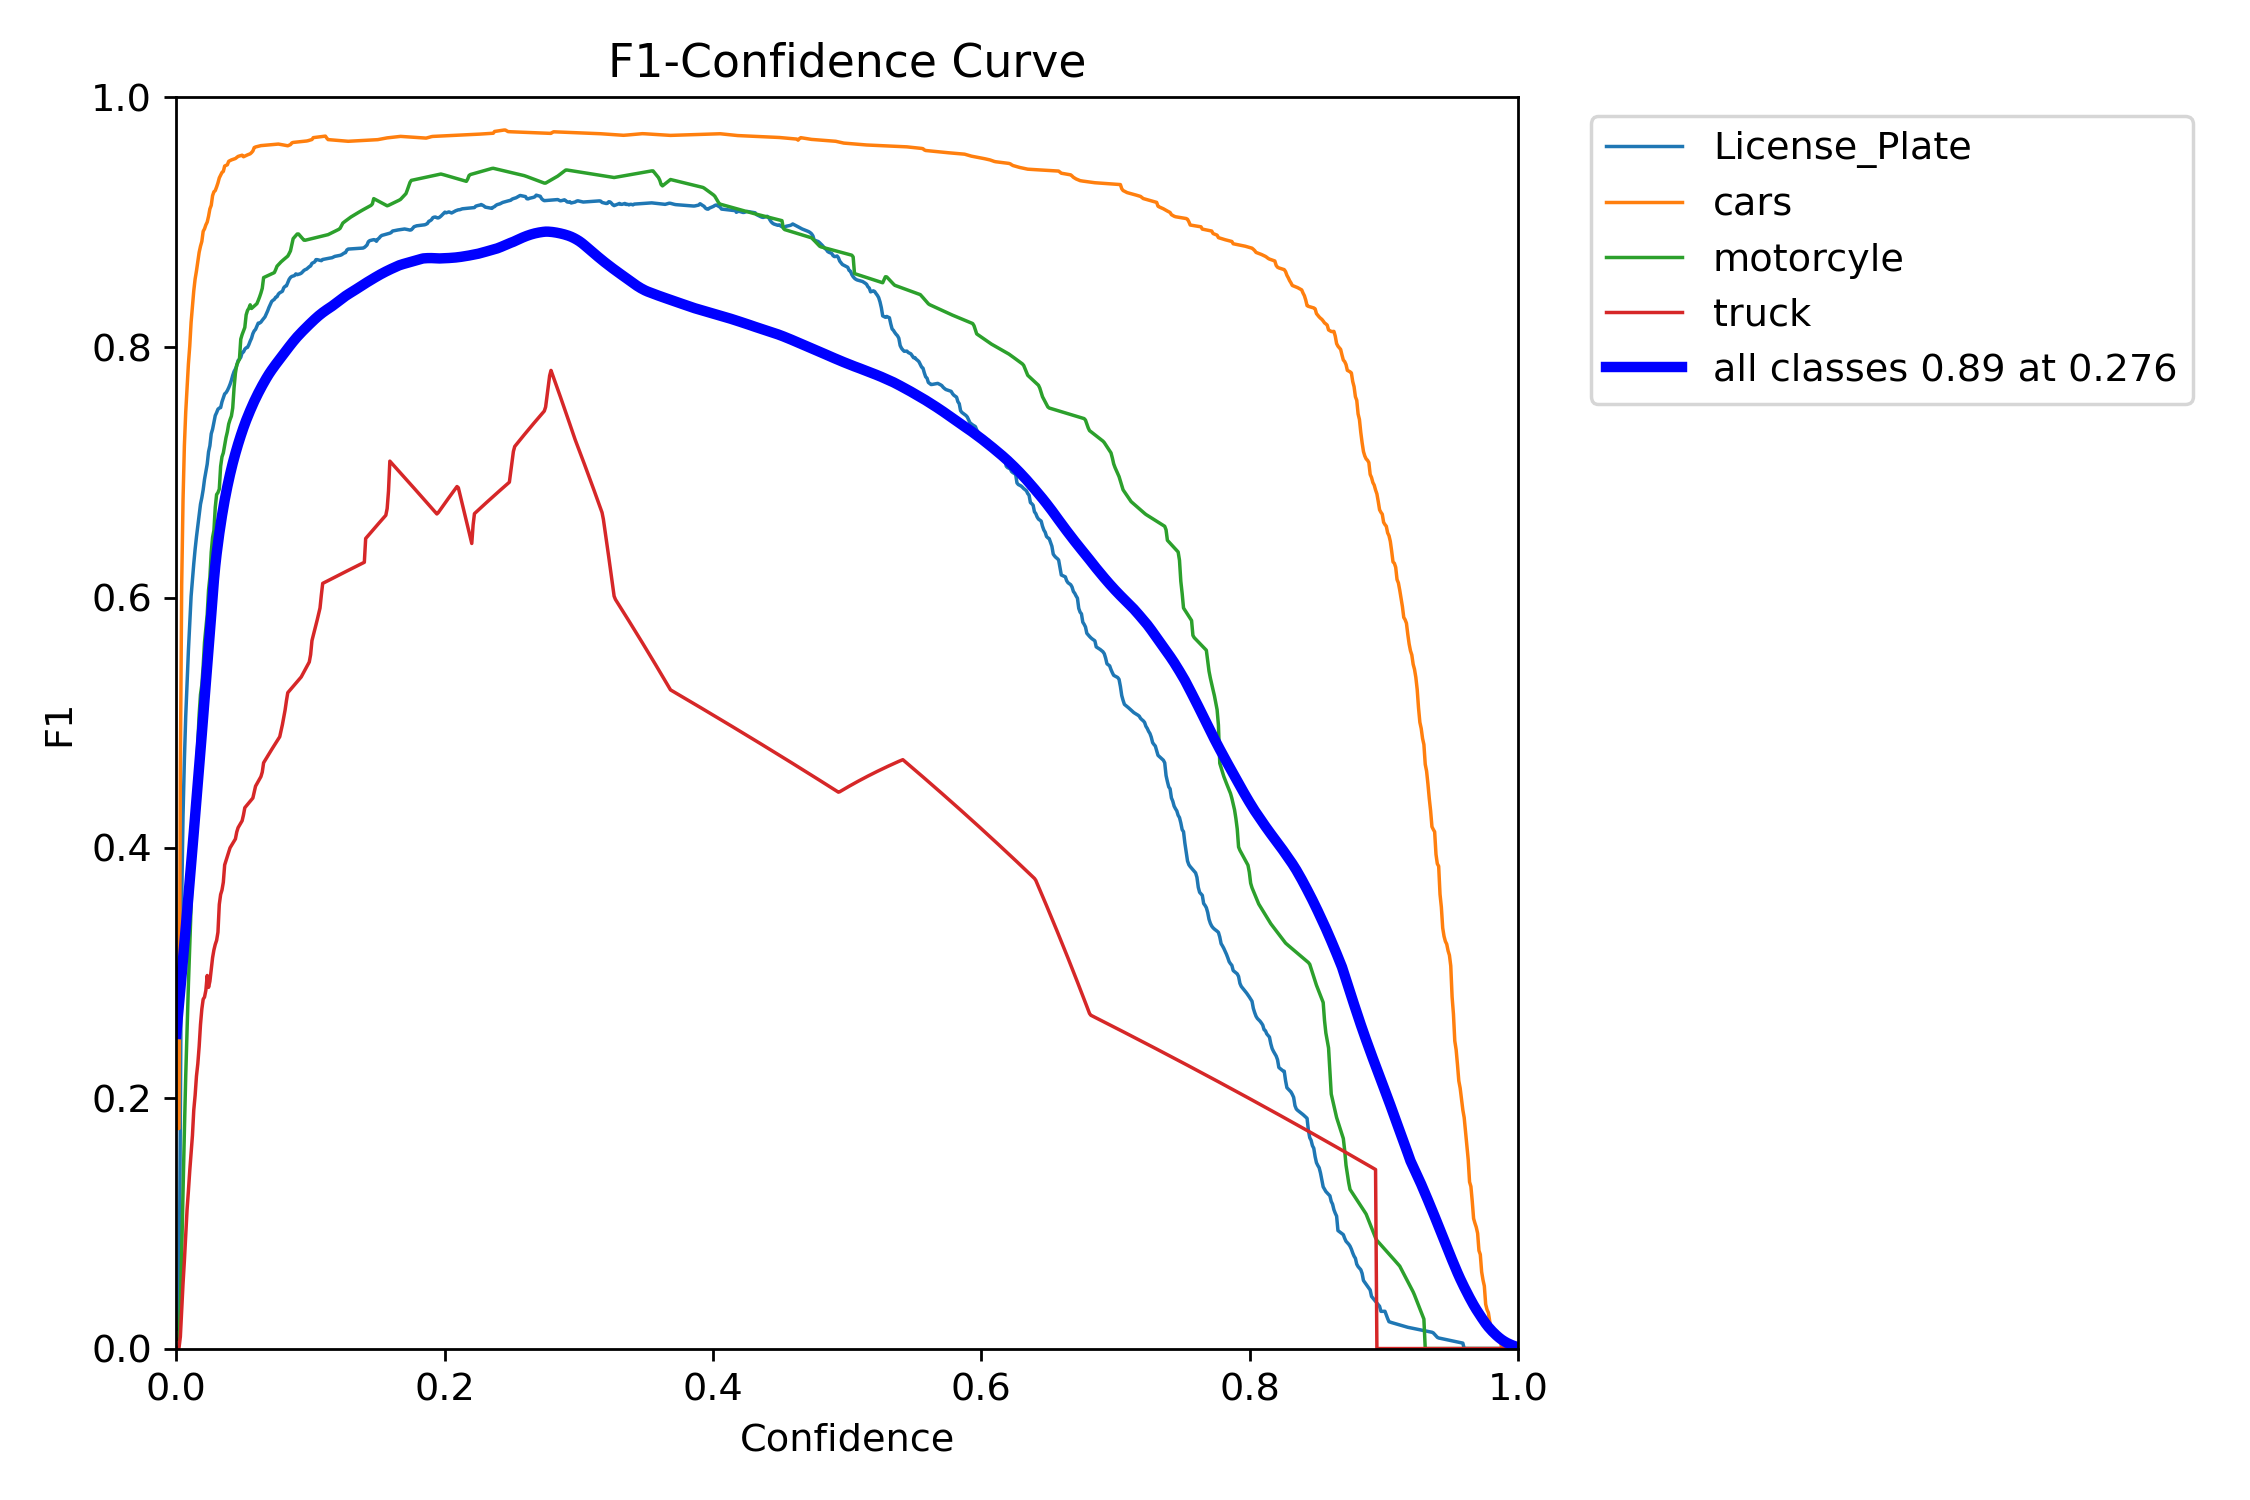 F1-Confidence Curve
1.0
0.8
0.6
0.4
0.2
0.0
F1
0.0 0.2 0.4 0.6 0.8 1.0
Confidence
License_Plate
cars
motorcyle
truck
all classes 0.89 at 0.276